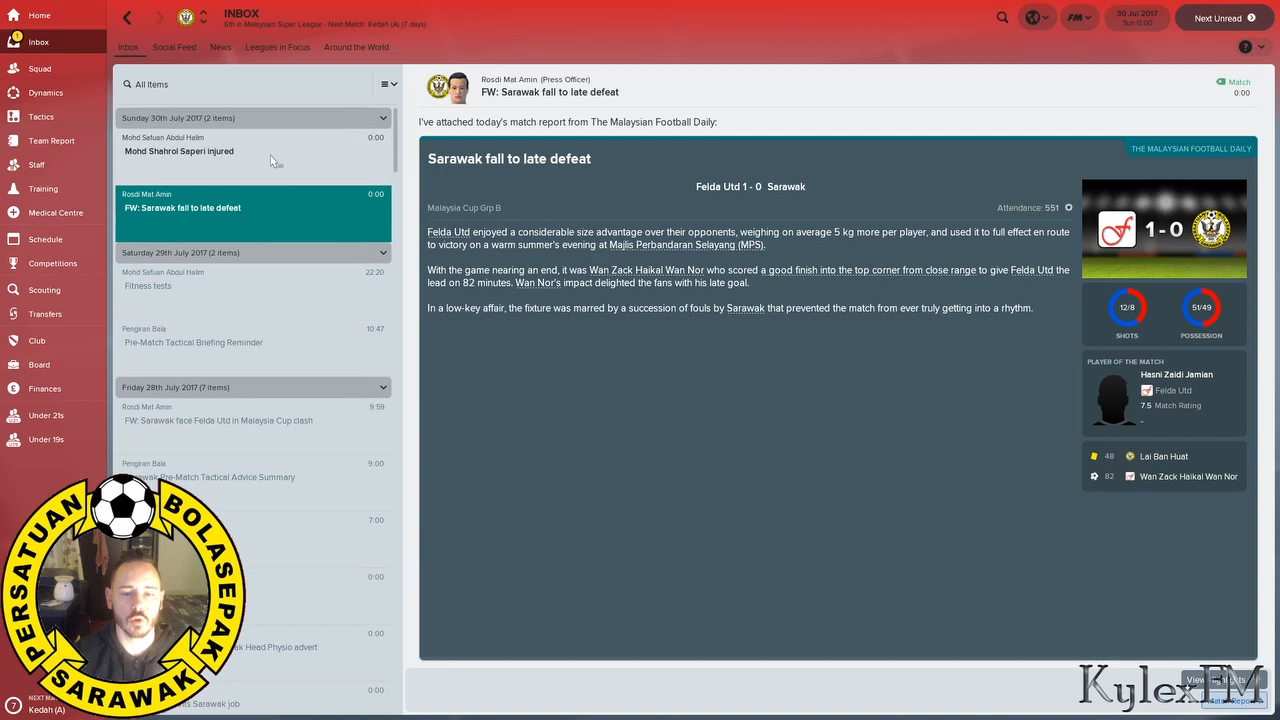 Home
Inbox
Squad
Dynamics
Tactics
Team Report
Staff
Training
Medical Centre
Schedule
Competitions
Scouting
Transfers
Club
Board
Finances
Under 21s
Under 19s
Kedah (A)
INBOX
6th in Malaysian Super League - Next Match: Kedah (A) (7 days)
30 Jul 2017
Sun 0:00
Next Unread
Inbox Social Feed News Leagues in Focus Around the World
All Items
Sunday 30th July 2017 (2 items)
Mohd Safuan Abdul Halim 0:00
Mohd Shahrol Saperi injured
Rosdi Mat Amin 0:00
FW: Sarawak fall to late defeat
Saturday 29th July 2017 (2 items)
Mohd Safuan Abdul Halim 22:20
Fitness tests
Pengiran Bala 10:47
Pre-Match Tactical Briefing Reminder
Friday 28th July 2017 (7 items)
Rosdi Mat Amin 9:59
FW: Sarawak face Felda Utd in Malaysia Cup clash
Pengiran Bala 9:00
Pre-Match Tactical Advice Summary
7:00
0:00
0:00
Head Physio advert
0:00
Sarawak job
Rosdi Mat Amin (Press Officer)
FW: Sarawak fall to late defeat
Match
0:00
I've attached today's match report from The Malaysian Football Daily:
THE MALAYSIAN FOOTBALL DAILY
Sarawak fall to late defeat
Felda Utd 1 - 0 Sarawak
Malaysia Cup Grp B
Attendance: 551
Felda Utd enjoyed a considerable size advantage over their opponents, weighing on average 5 kg more per player, and used it to full effect en route
to victory on a warm summer's evening at Majlis Perbandaran Selayang (MPS).
With the game nearing an end, it was Wan Zack Haikal Wan Nor who scored a good finish into the top corner from close range to give Felda Utd the
lead on 82 minutes. Wan Nor's impact delighted the fans with his late goal.
In a low-key affair, the fixture was marred by a succession of fouls by Sarawak that prevented the match from ever truly getting into a rhythm.
1 - 0
12/8
SHOTS
51/49
POSSESSION
PLAYER OF THE MATCH
Hasni Zaidi Jamian
Felda Utd
7.5 Match Rating
-
48 Lai Ban Huat
82 Wan Zack Haikal Wan Nor
PERSATUAN BOLASEPAK
SARAWAK
KylexFM